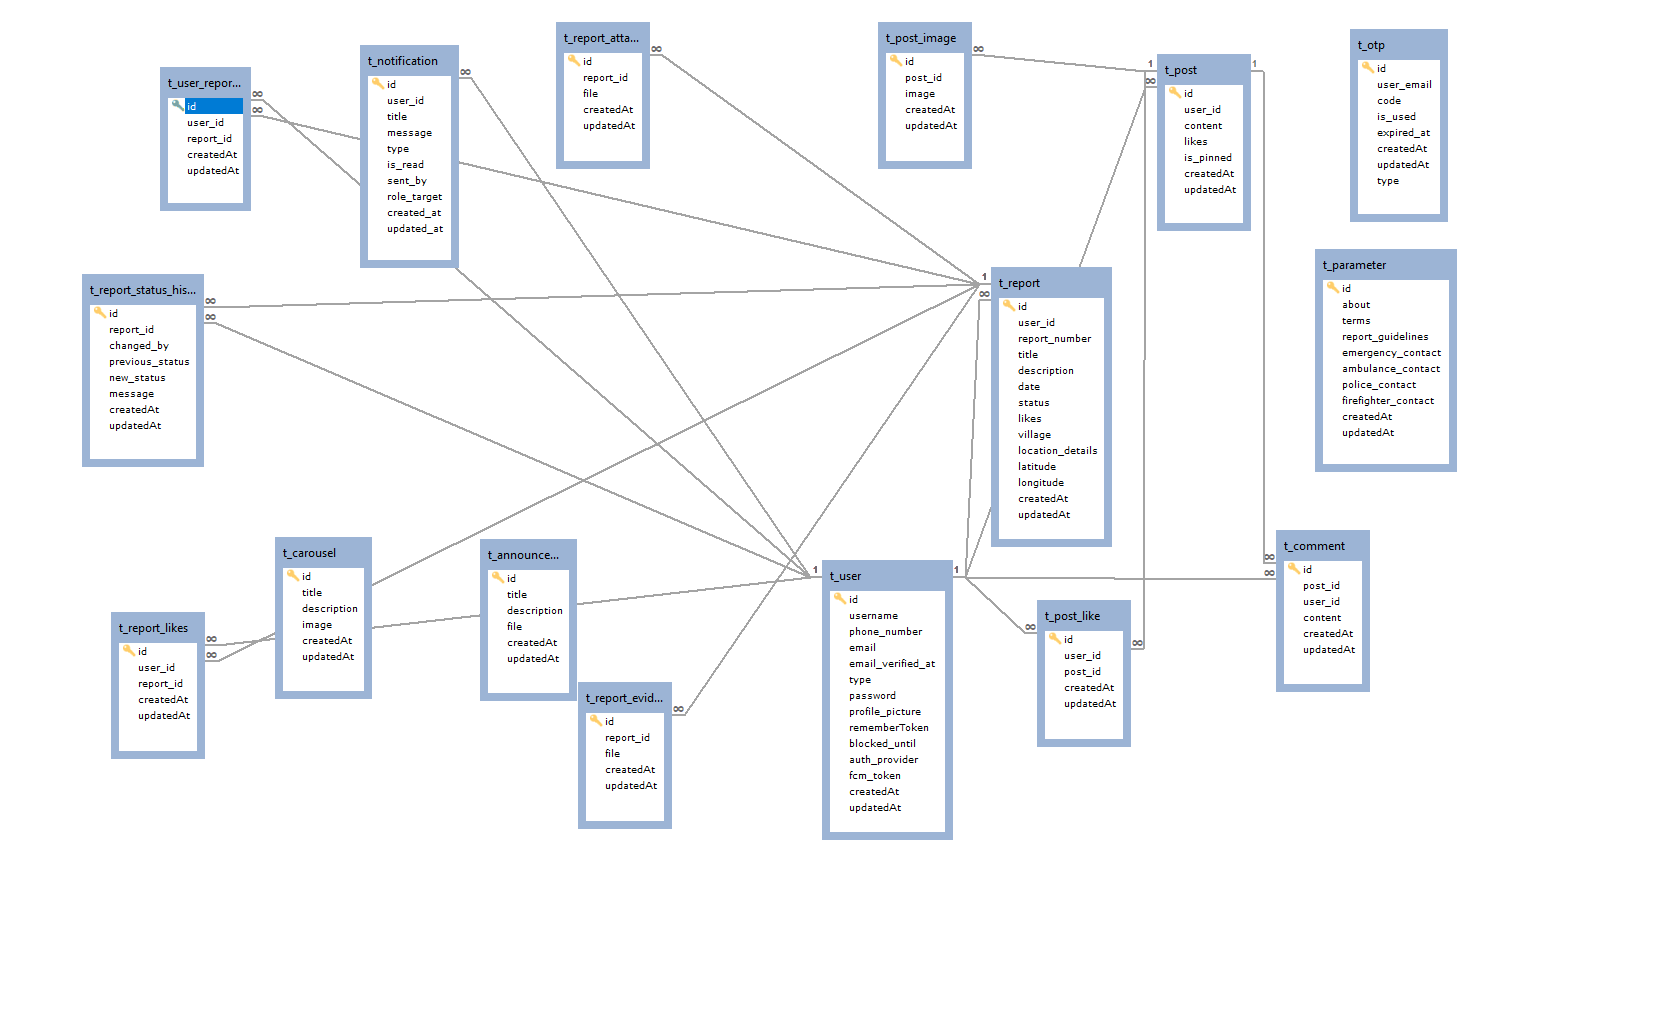 t_user_repor...
id
user_id
report_id
createdAt
updatedAt
t_notification
id
user_id
title
message
type
is_read
sent_by
role_target
created_at
updated_at
t_report_atta...
id
report_id
file
createdAt
updatedAt
t_post_image
id
post_id
image
createdAt
updatedAt
t_post
id
user_id
content
likes
is_pinned
createdAt
updatedAt
t_otp
id
user_email
code
is_used
expired_at
createdAt
updatedAt
type
t_report_status_his...
id
report_id
changed_by
previous_status
new_status
message
createdAt
updatedAt
t_report
id
user_id
report_number
title
description
date
status
likes
village
location_details
latitude
longitude
createdAt
updatedAt
t_parameter
id
about
terms
report_guidelines
emergency_contact
ambulance_contact
police_contact
firefighter_contact
createdAt
updatedAt
t_report_likes
id
user_id
report_id
createdAt
updatedAt
t_carousel
id
title
description
image
createdAt
updatedAt
t_announce...
id
title
description
file
createdAt
updatedAt
t_report_evid...
id
report_id
file
createdAt
updatedAt
t_user
id
username
phone_number
email
email_verified_at
type
password
profile_picture
rememberToken
blocked_until
auth_provider
fcm_token
createdAt
updatedAt
t_post_like
id
user_id
post_id
createdAt
updatedAt
t_comment
id
post_id
user_id
content
createdAt
updatedAt
∞
∞
∞
∞
∞
1
∞
1
∞
∞
1
∞
∞
∞
1
1
∞
∞
∞
∞
∞